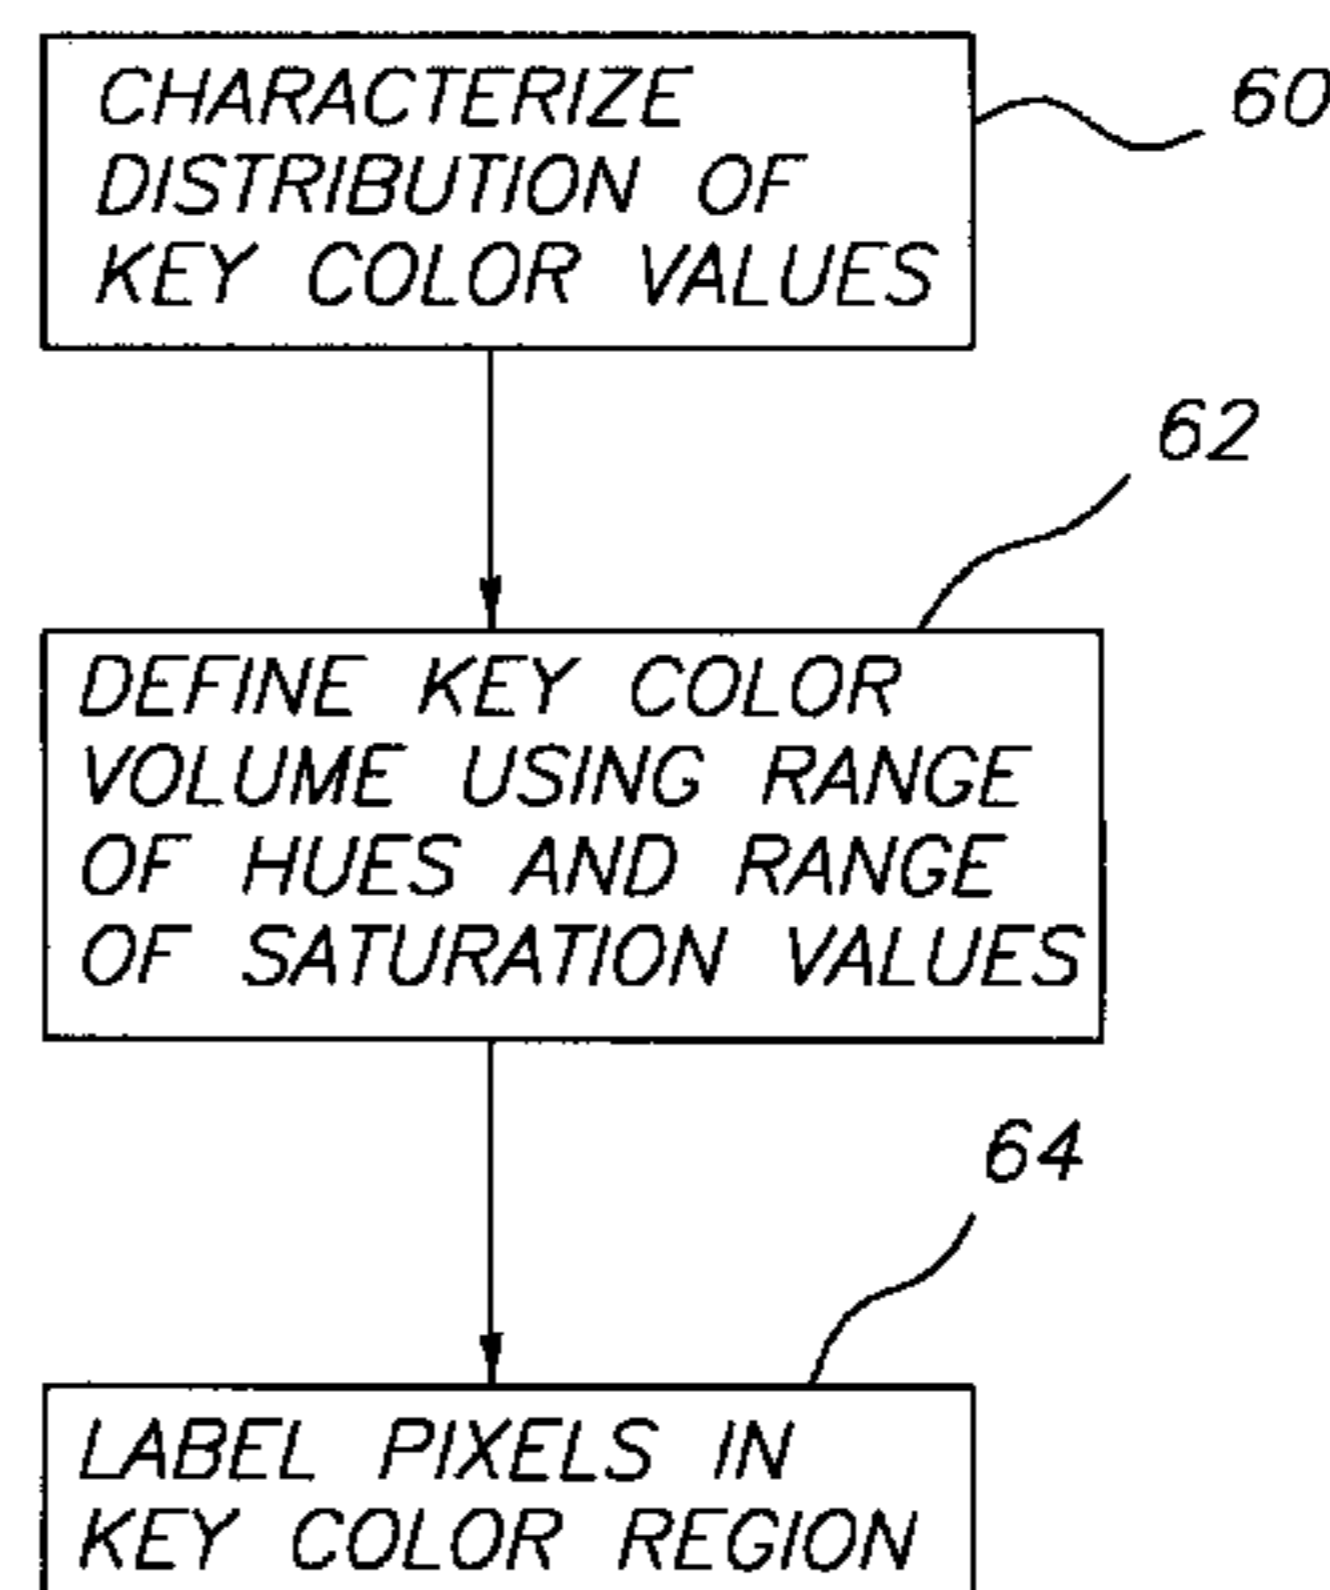 CHARACTERIZE
DISTRIBUTION OF
KEY COLOR VALUES
60
62
DEFINE KEY COLOR
VOLUME USING RANGE
OF HUES AND RANGE
OF SATURATION VALUES
64
LABEL PIXELS IN
KEY COLOR REGION